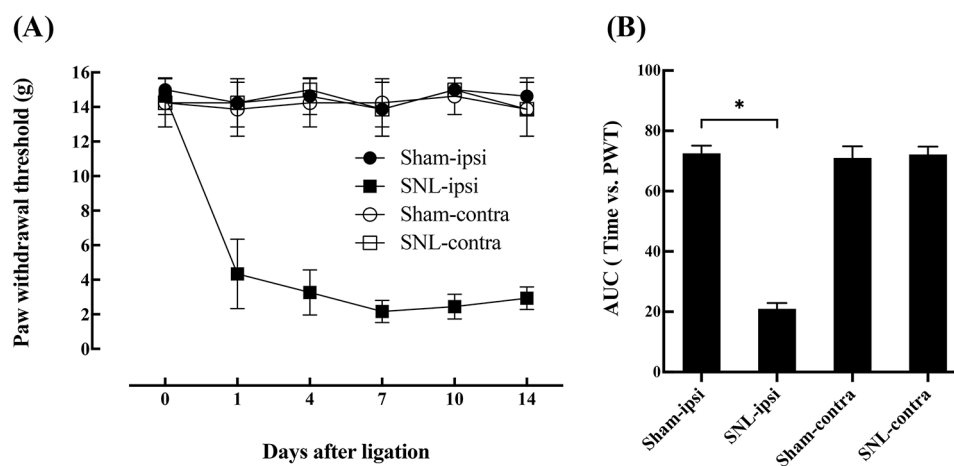 (A)
Paw withdrawal threshold (g)
16
14
12
10
8
6
4
2
0
Sham-ipsi
SNL-ipsi
Sham-contra
SNL-contra
0 1 4 7 10 14
Days after ligation
(B)
AUC ( Time vs. PWT)
100
80
60
40
20
0
*
Sham-ipsi
SNL-ipsi
Sham-contra
SNL-contra